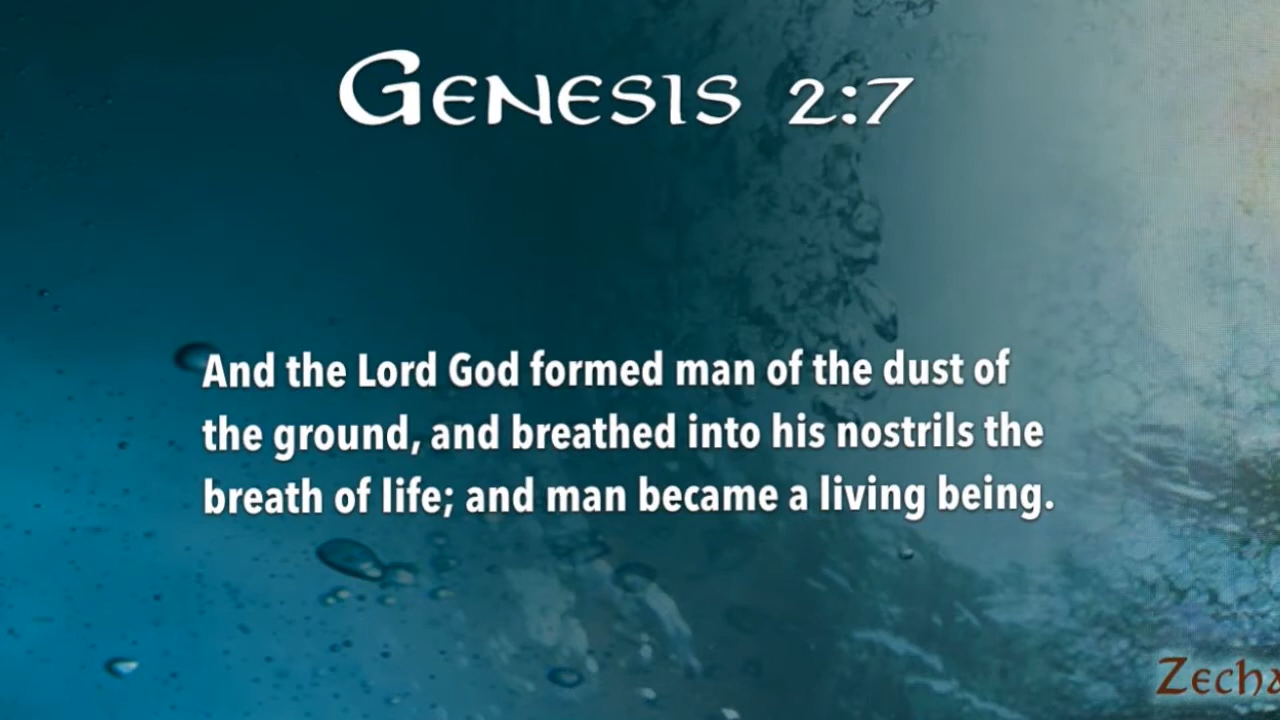 Genesis 2:7
And the Lord God formed man of the dust of
the ground, and breathed into his nostrils the
breath of life; and man became a living being.